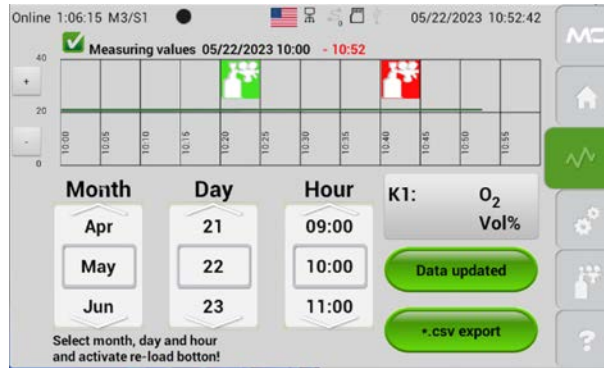 Online 1:06:15 M3/S1 05/22/2023 10:52:42
MC
Measuring values 05/22/2023 10:00 - 10:52
40
+
20
-
0
10:00 10:05 10:10 10:15 10:20 10:25 10:30 10:35 10:40 10:45 10:50 10:55
Month Day Hour
K1: O₂
Vol%
Apr 21 09:00
May 22 10:00
Data updated
Jun 23 11:00
*.csv export
Select month, day and hour
and activate re-load botton!
?